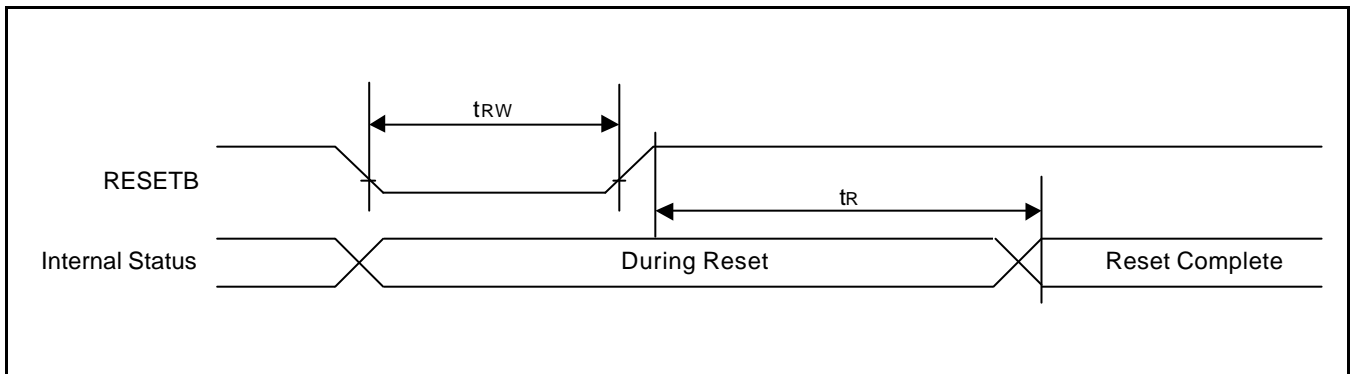 tRW
RESETB
tR
Internal Status
During Reset
Reset Complete